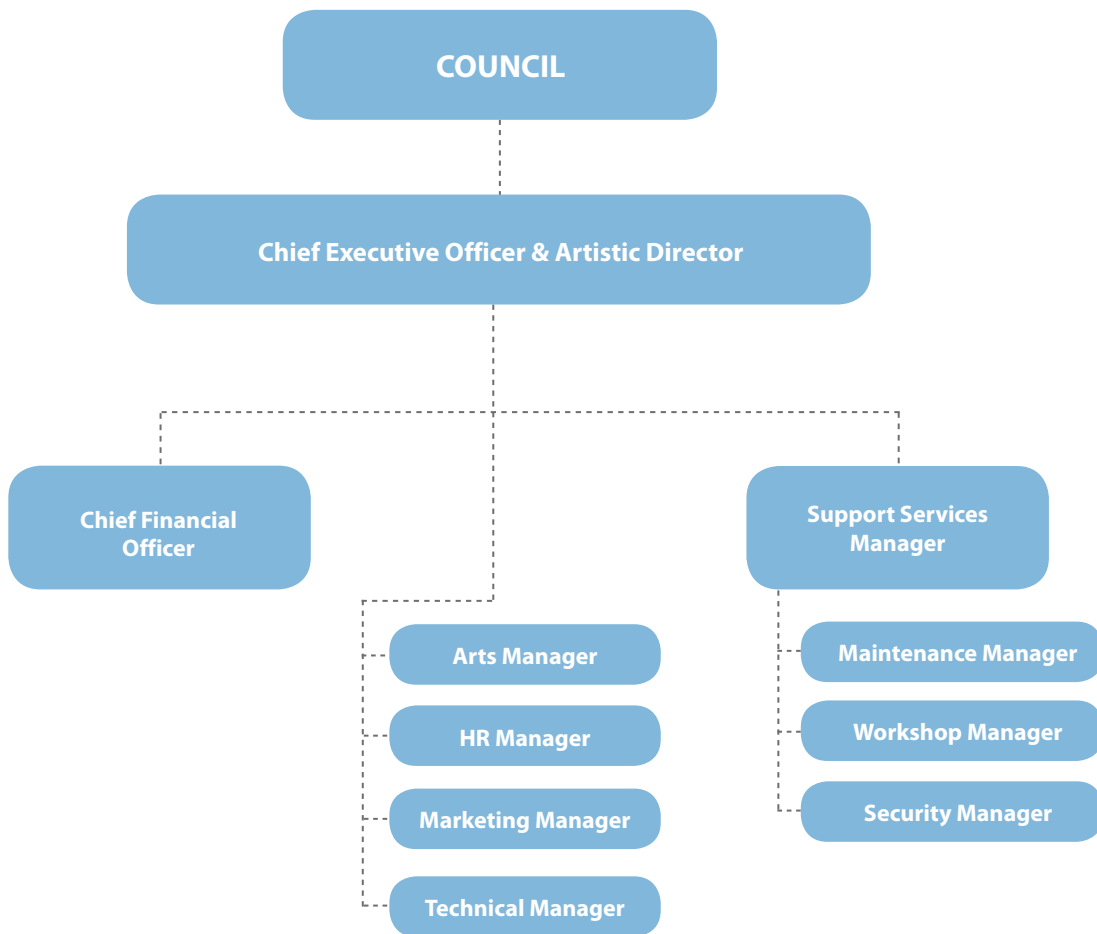 COUNCIL
Chief Executive Officer & Artistic Director
Chief Financial
Officer
Support Services
Manager
Arts Manager
HR Manager
Marketing Manager
Technical Manager
Maintenance Manager
Workshop Manager
Security Manager